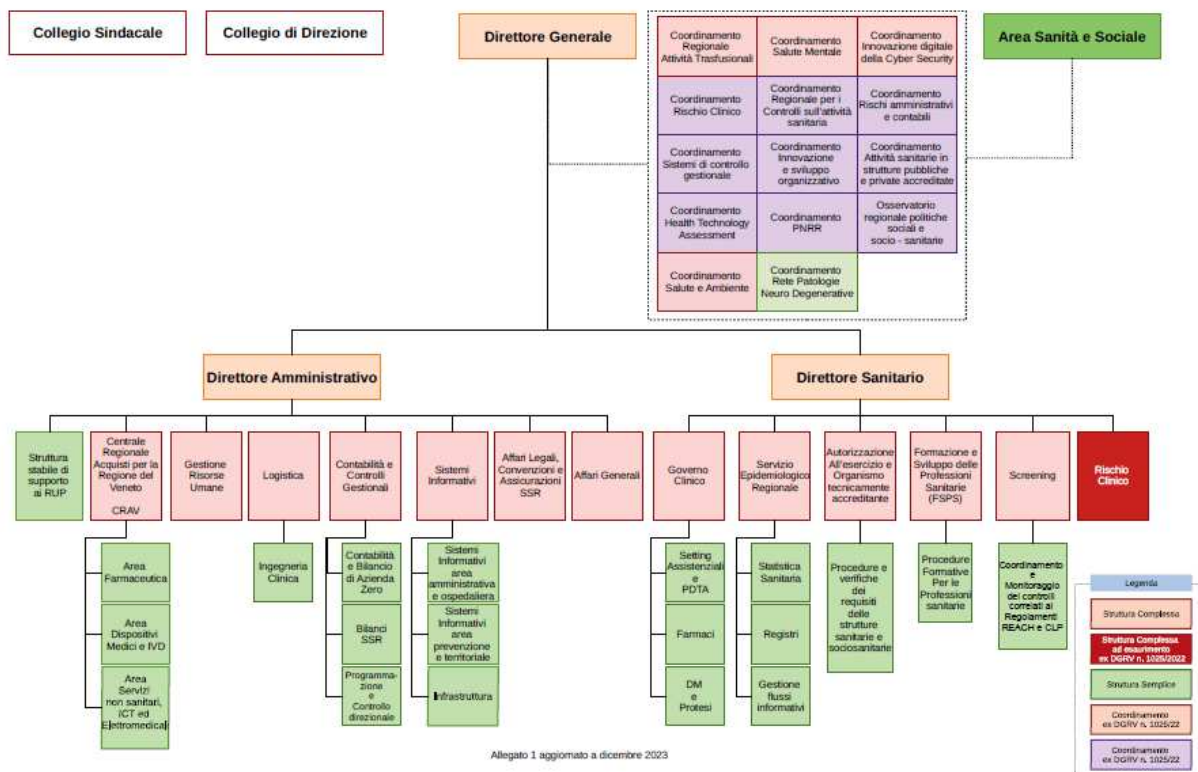 Collegio Sindacale
Collegio di Direzione
Direttore Generale
Area Sanità e Sociale
Coordinamento
Regionale
Attività Trasfusionali
Coordinamento
Salute Mentale
Coordinamento
Innovazione digitale
della Cyber Security
Coordinamento
Rischio Clinico
Coordinamento
Regionale per i
Controlli sull'attività
sanitaria
Coordinamento
Rischi amministrativi
e contabili
Coordinamento
Sistemi di controllo
gestionale
Coordinamento
Innovazione
e sviluppo
organizzativo
Coordinamento
Attività sanitarie in
strutture pubbliche
e private accreditate
Coordinamento
Health Technology
Assessment
Coordinamento
PNRR
Osservatorio
regionale politiche
sociali e
socio - sanitarie
Coordinamento
Salute e Ambiente
Coordinamento
Rete Patologie
Neuro Degenerative
Direttore Amministrativo
Direttore Sanitario
Struttura
stabile di
supporto
ai RUP
Centrale
Regionale
Acquisti per la
Regione del
Veneto
CRAV
Gestione
Risorse
Umane
Logistica
Contabilità e
Controlli
Gestionali
Sistemi
Informativi
Affari Legali,
Convenzioni e
Assicurazioni
SSR
Affari Generali
Governo
Clinico
Servizio
Epidemiologico
Regionale
Autorizzazione
All'esercizio e
Organismo
tecnicamente
accreditante
Formazione e
Sviluppo delle
Professioni
Sanitarie
(FSPS)
Screening
Rischio
Clinico
Area
Farmaceutica
Area
Dispositivi
Medici e IVD
Area
Servizi
non sanitari,
ICT ed
Elettromedicali
Ingegneria
Clinica
Contabilità
e Bilancio
di Azienda
Zero
Bilanci
SSR
Programma-
zione
e
Controllo
direzionale
Sistemi
Informativi
area
amministrativa
e ospedaliera
Sistemi
Informativi
area
prevenzione
e territoriale
Infrastruttura
Setting
Assistenziali
e
PDTA
Farmaci
DM
e
Protesi
Statistica
Sanitaria
Registri
Gestione
flussi
informativi
Procedure e
verifiche
dei
requisiti
delle
strutture
sanitarie e
sociosanitarie
Procedure
Formative
Per le
Professioni
sanitarie
Coordinamento
e
Monitoraggio
dei controlli
correlati ai
Regolamenti
REACH e CLP
Legenda
Struttura Complessa
Struttura Complessa
ad esaurimento
ex DGRV n. 1025/2022
Struttura Semplice
Coordinamento
ex DGRV n. 1025/22
Coordinamento
ex DGRV n. 1025/22
Allegato 1 aggiornato a dicembre 2023